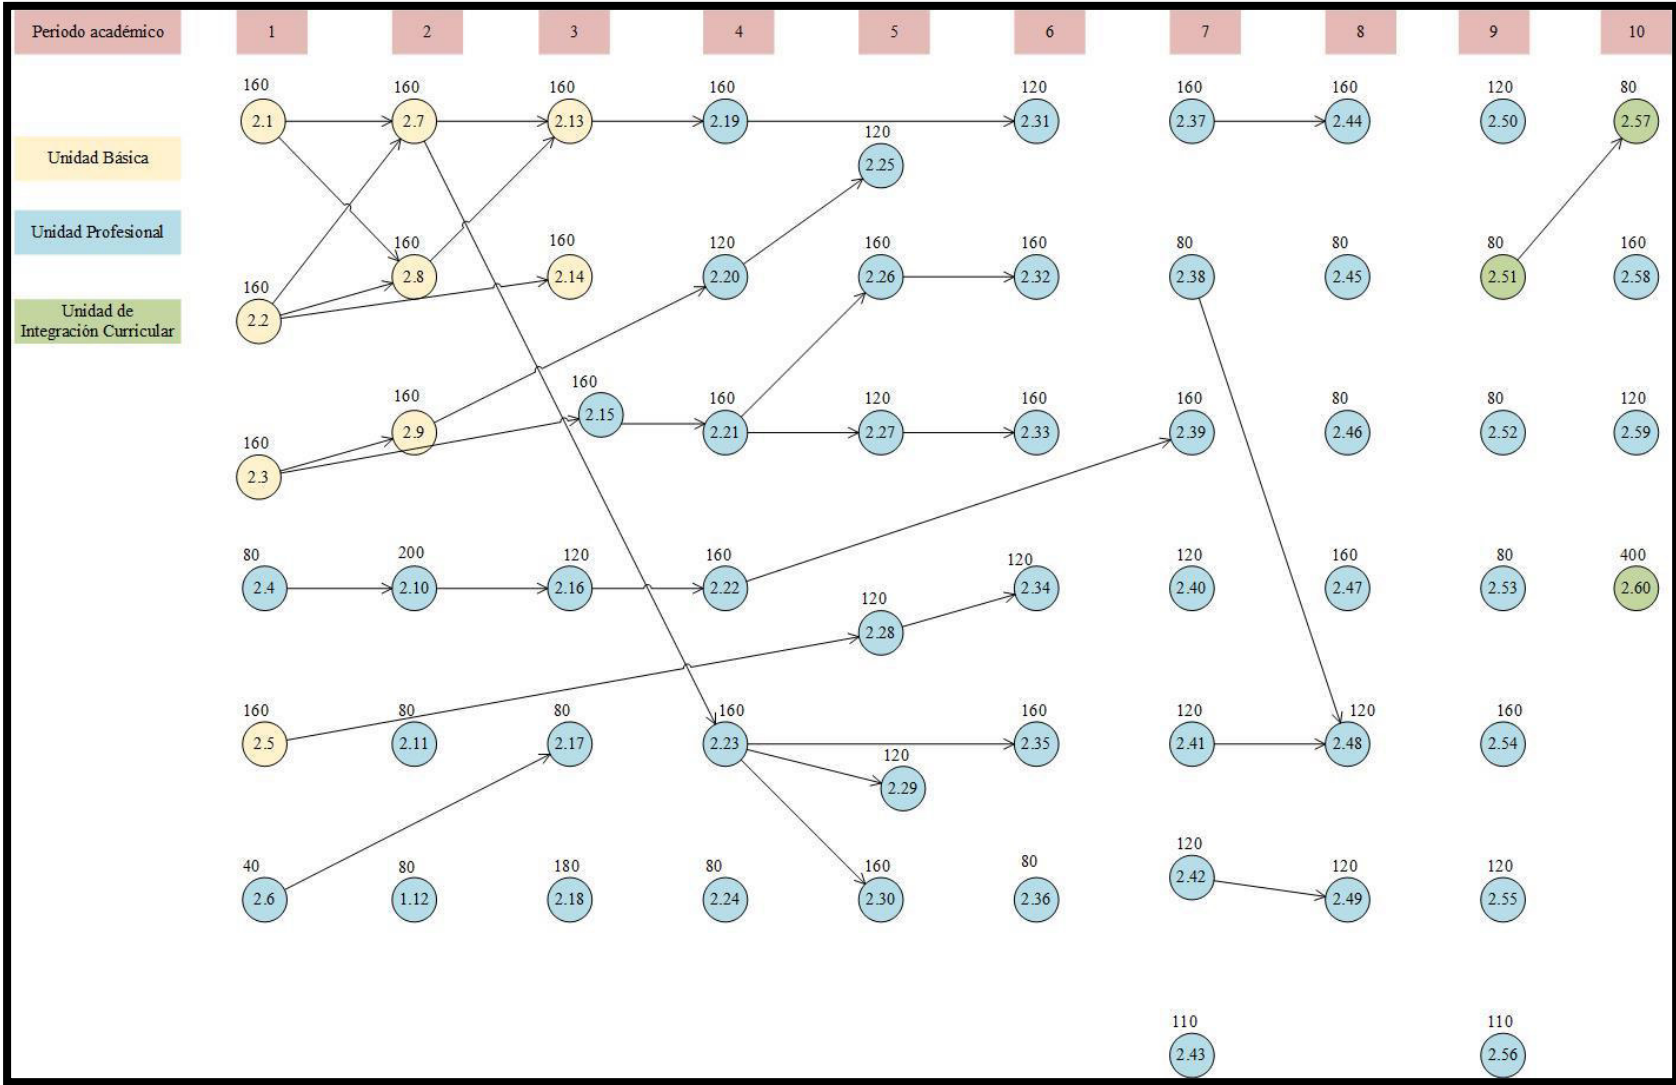 Periodo académico 1 2 3 4 5 6 7 8 9 10
160 160 160 160 120 160 160 120 80
2.1 2.7 2.13 2.19 2.31 2.37 2.44 2.50 2.57
120
Unidad Básica
2.25
Unidad Profesional
160 160 120 160 160 80 80 80 160
2.8 2.14 2.20 2.26 2.32 2.38 2.45 2.51 2.58
160
2.2
Unidad de
Integración Curricular
160
2.15
160 160 120 160 160 80 80 120
2.9 2.21 2.27 2.33 2.39 2.46 2.52 2.59
160
2.3
80 200 120 160 120 120 160 80 400
2.4 2.10 2.16 2.22 2.34 2.40 2.47 2.53 2.60
120
2.28
160 80 80 160 160 120 120 160
2.5 2.11 2.17 2.23 2.35 2.41 2.48 2.54
120
2.29
120
2.42
40 80 180 80 160 80 120 120
2.6 1.12 2.18 2.24 2.30 2.36 2.49 2.55
110 110
2.43 2.56